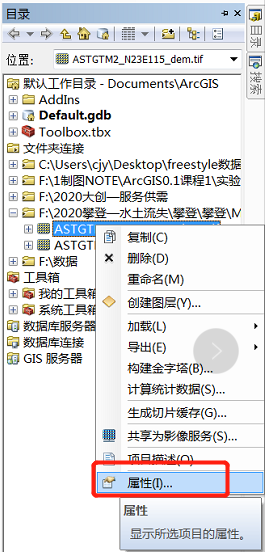 目录
位置:
ASTGTM2_N23E115_dem.tif
目录
搜索
默认工作目录 - Documents\ArcGIS
AddIns
Default.gdb
Toolbox.tbx
文件夹连接
C:\Users\cjy\Desktop\freestyle数据
F:\1制图NOTE\ArcGIS0.1课程1\实验
F:\2020大创—服务供需
F:\2020攀登—水土流失\攀登\攀登\M
ASTGT
ASTGT
F:\数据
工具箱
我的工具箱
系统工具箱
数据库服务器
数据库连接
GIS 服务器
复制(C)
删除(D)
重命名(M)
创建图层(Y)...
加载(L)
导出(E)
构建金字塔(B)...
计算统计数据(S)...
生成切片缓存(G)...
共享为影像服务(S)...
项目描述(O)...
属性(I)...
属性
显示所选项目的属性。